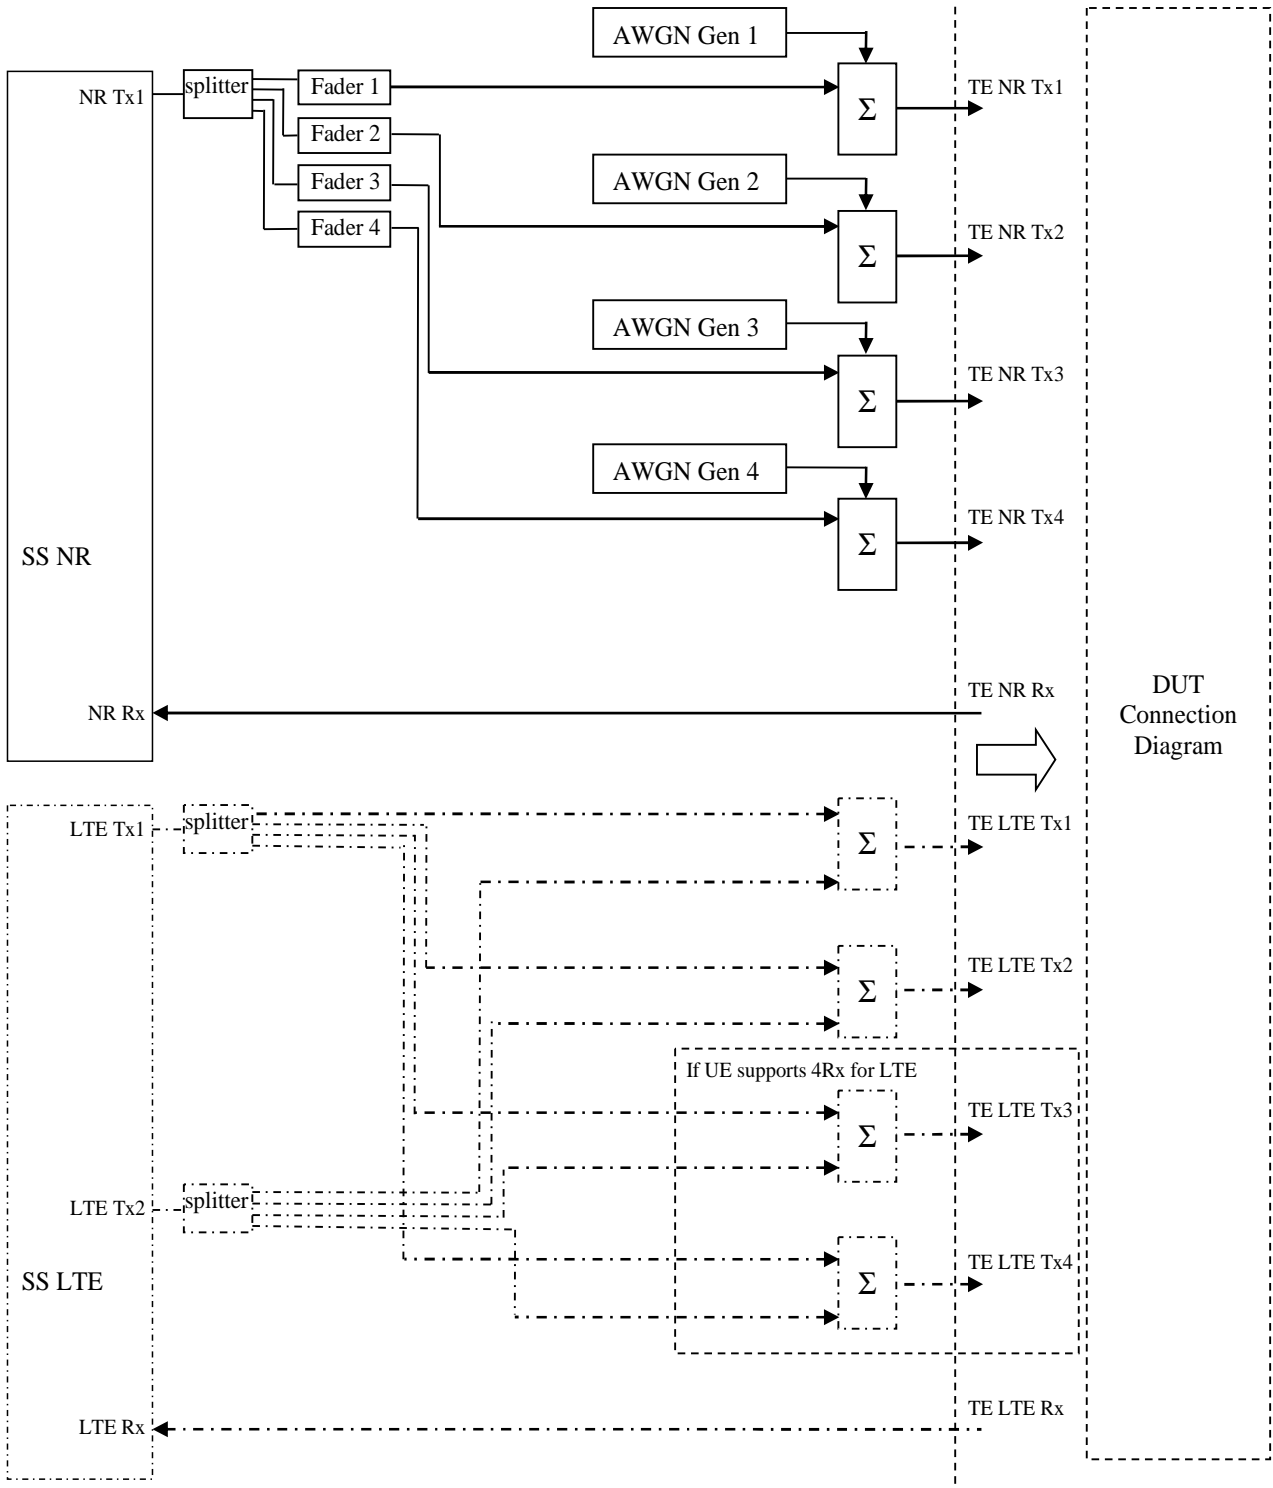 AWGN Gen 1
NR Tx1
splitter
Fader 1
Σ
TE NR Tx1
Fader 2
Fader 3
AWGN Gen 2
Fader 4
Σ
TE NR Tx2
AWGN Gen 3
Σ
TE NR Tx3
AWGN Gen 4
Σ
TE NR Tx4
SS NR
NR Rx
TE NR Rx
DUT
Connection
Diagram
LTE Tx1
splitter
Σ
TE LTE Tx1
Σ
TE LTE Tx2
If UE supports 4Rx for LTE
Σ
TE LTE Tx3
LTE Tx2
splitter
SS LTE
Σ
TE LTE Tx4
LTE Rx
TE LTE Rx